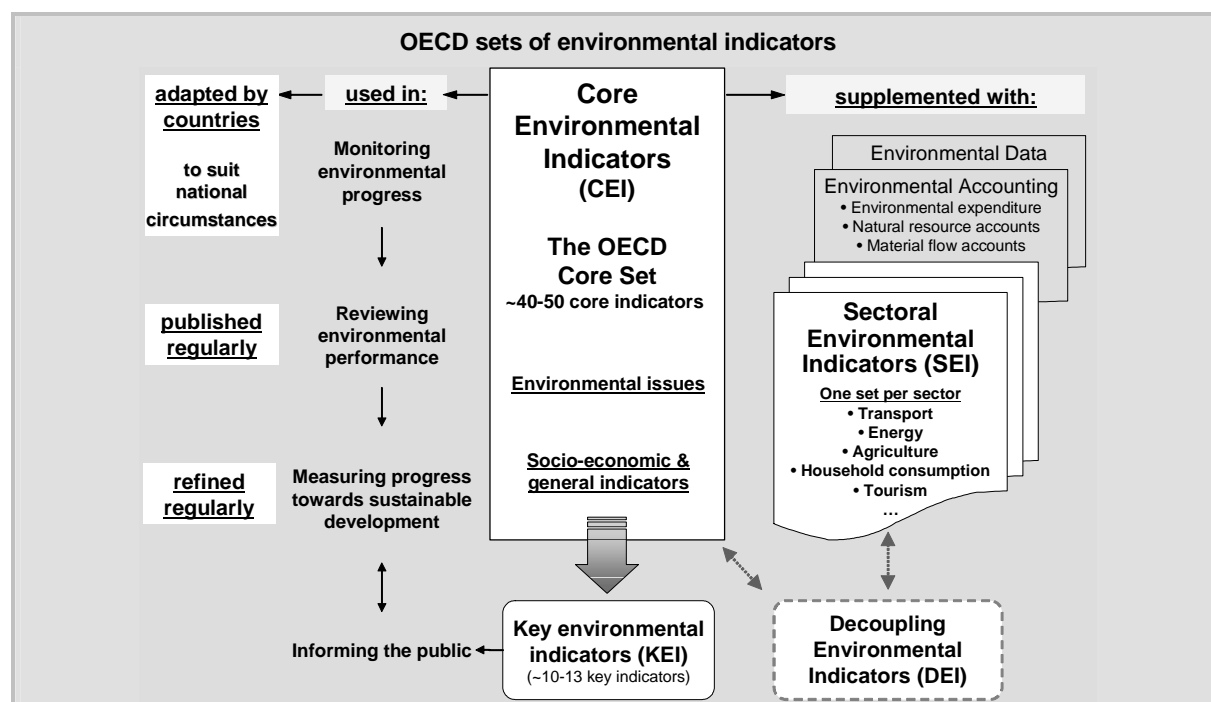 OECD sets of environmental indicators
adapted by
countries
to suit
national
circumstances
published
regularly
refined
regularly
used in:
Monitoring
environmental
progress
Reviewing
environmental
performance
Measuring progress
towards sustainable
development
Informing the public
Core
Environmental
Indicators
(CEI)
The OECD
Core Set
~40-50 core indicators
Environmental issues
Socio-economic &
general indicators
Key environmental
indicators (KEI)
(~10-13 key indicators)
supplemented with:
Environmental Data
Environmental Accounting
• Environmental expenditure
• Natural resource accounts
• Material flow accounts
Sectoral
Environmental
Indicators (SEI)
One set per sector
• Transport
• Energy
• Agriculture
• Household consumption
• Tourism
...
Decoupling
Environmental
Indicators (DEI)